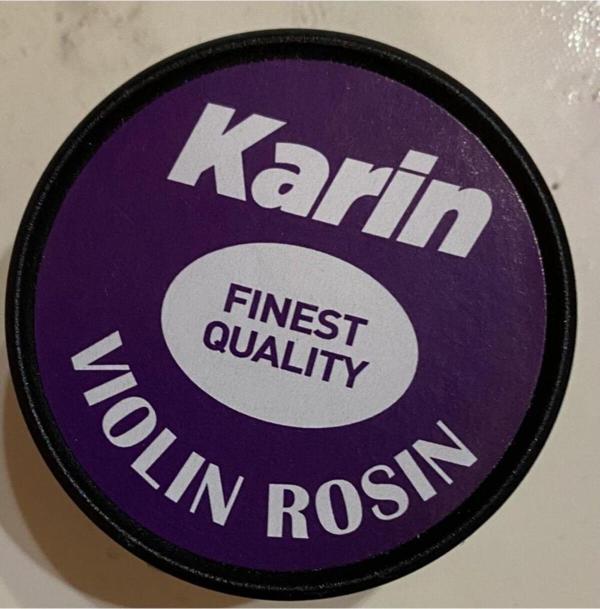 Karin
FINEST
QUALITY
VIOLIN ROSIN